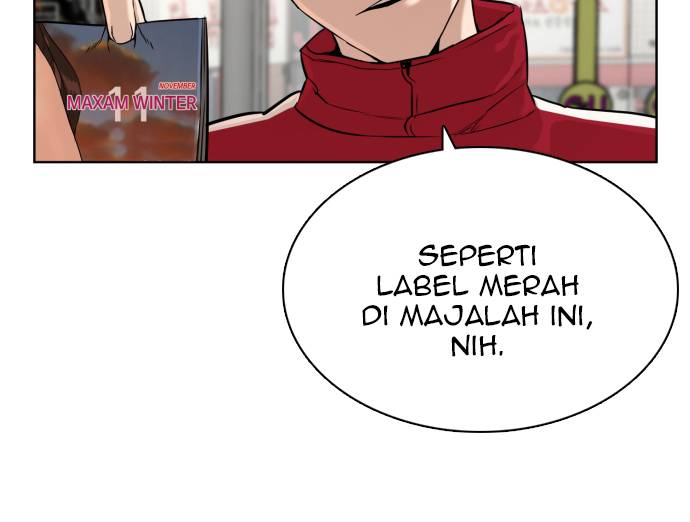 NOVEMBER
11
MAXAM WINTER
SEPERTI
LABEL MERAH
DI MAJALAH INI,
NIH.